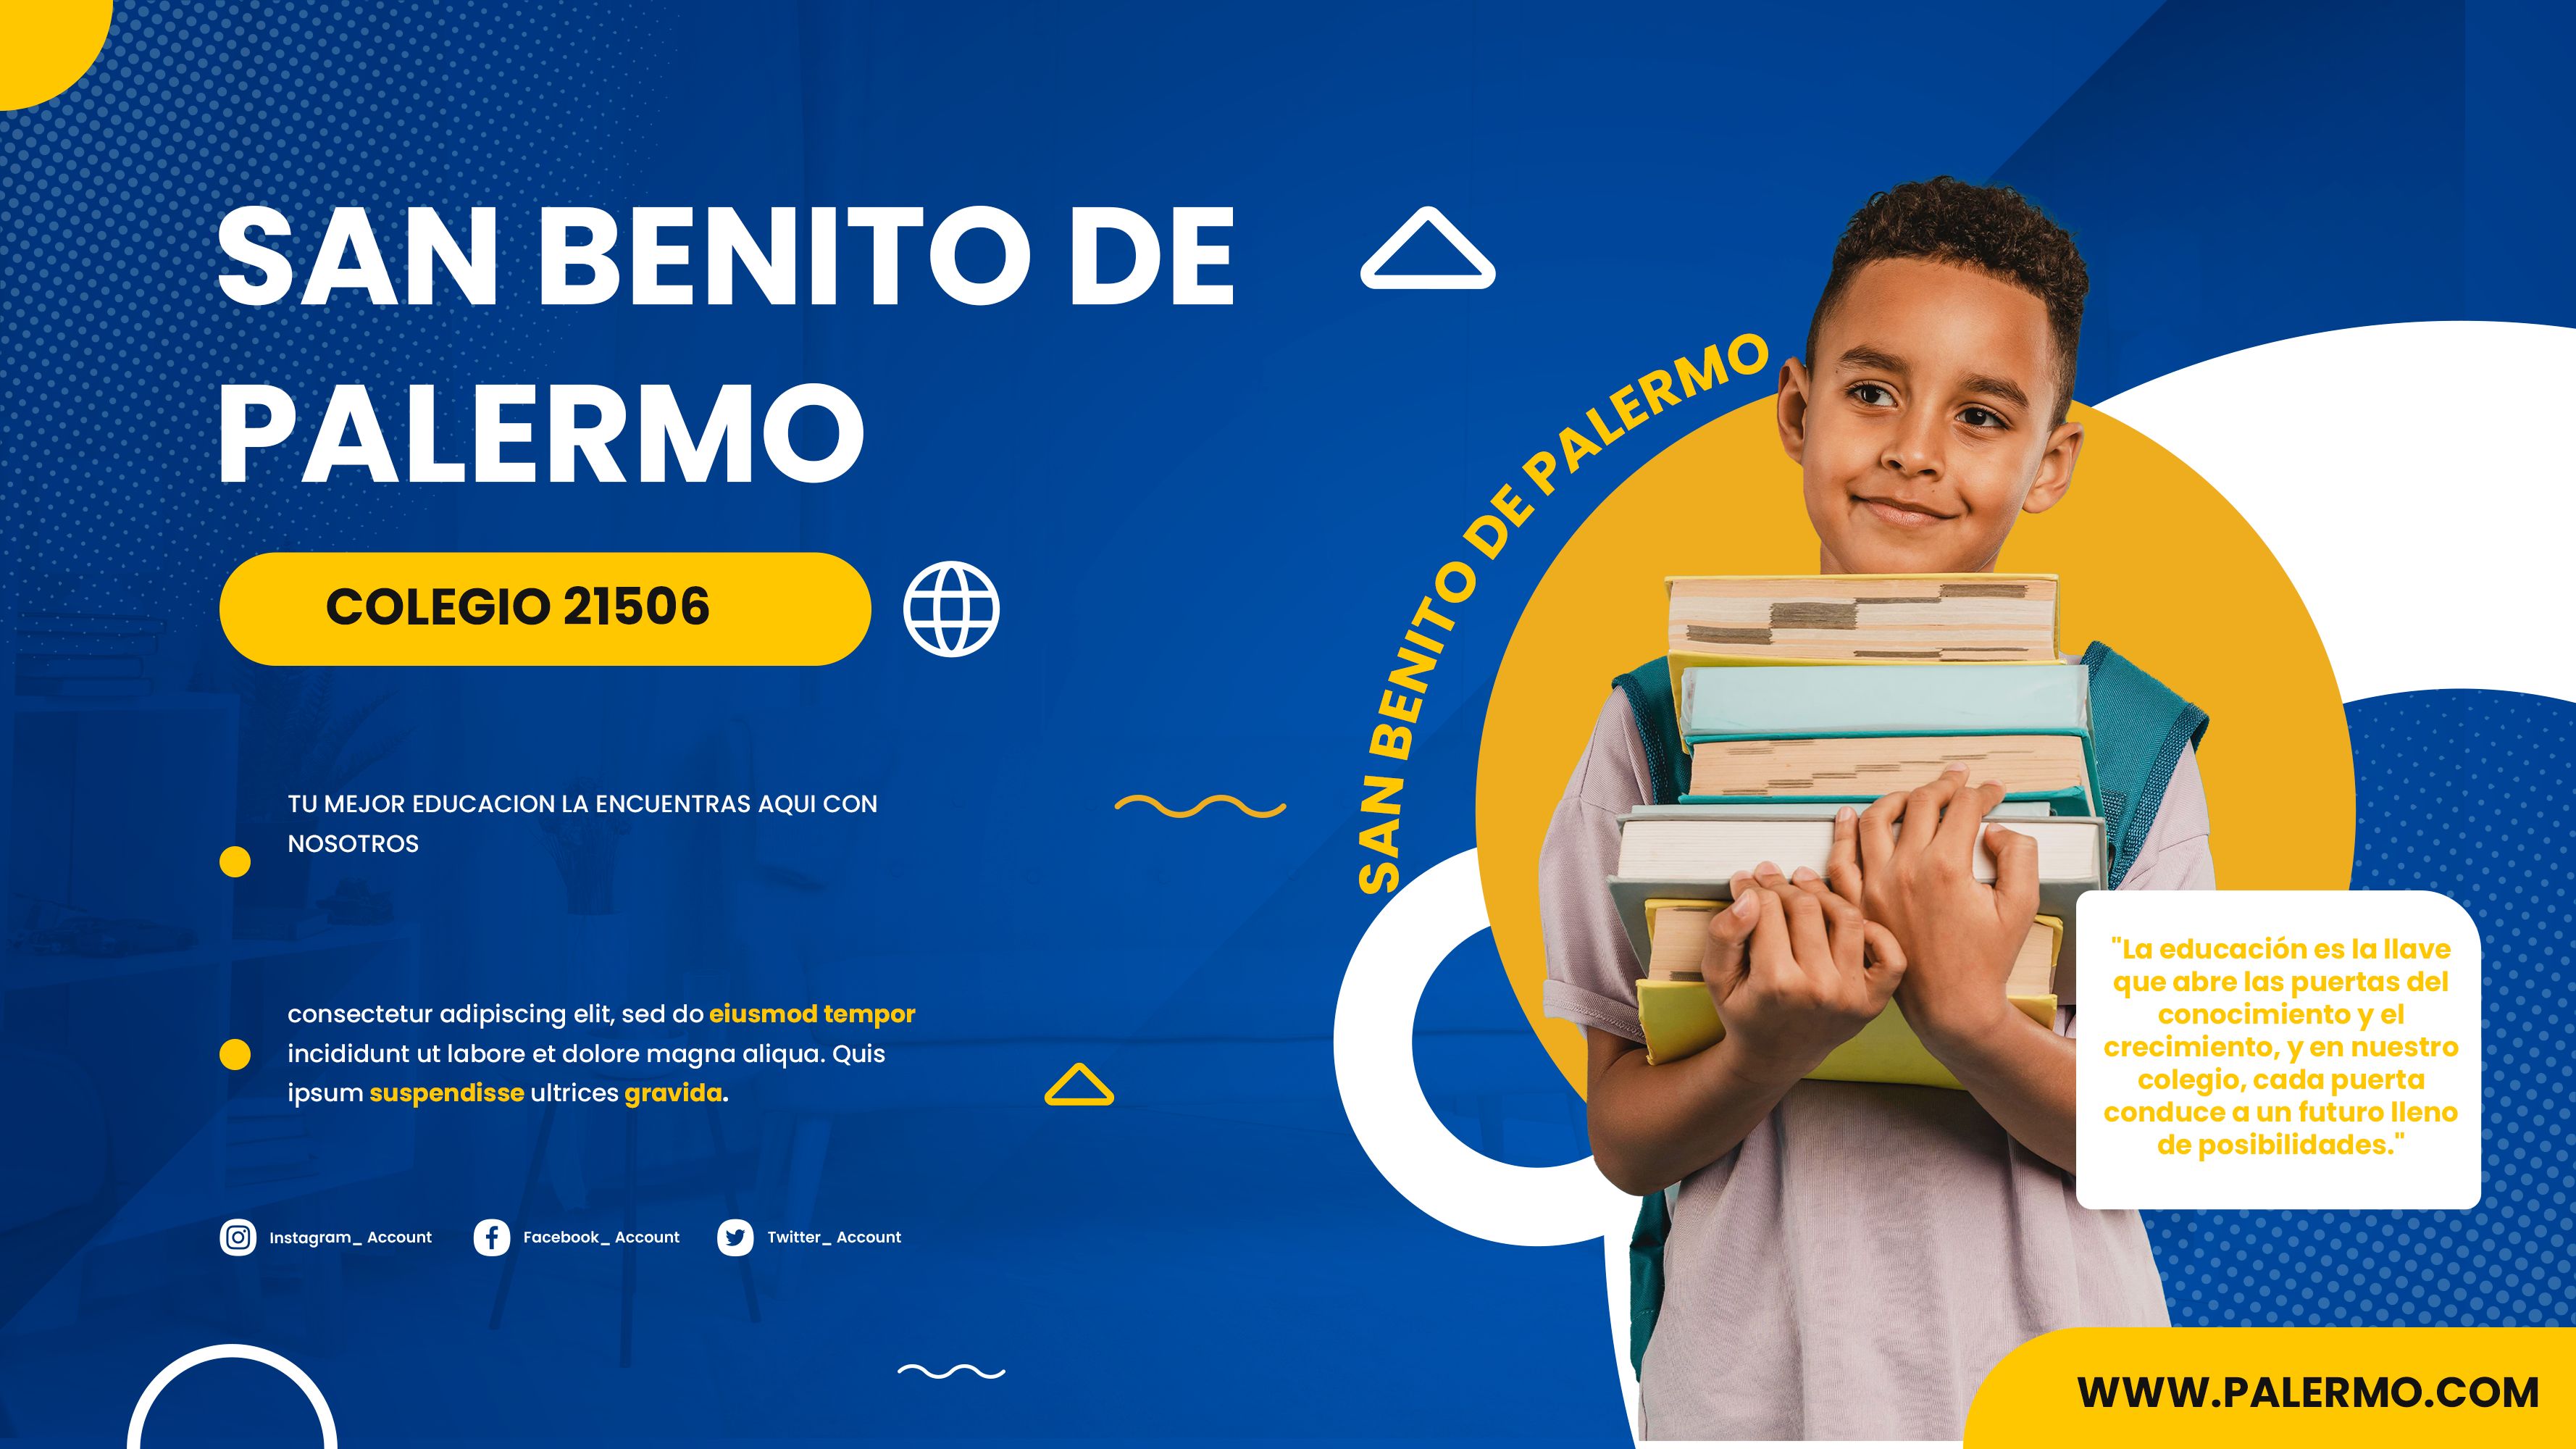 SAN BENITO DE
PALERMO
COLEGIO 21506
SAN BENITO DE PALERMO
TU MEJOR EDUCACION LA ENCUENTRAS AQUI CON
NOSOTROS
consectetur adipiscing elit, sed do eiusmod tempor
incididunt ut labore et dolore magna aliqua. Quis
ipsum suspendisse ultrices gravida.
Instagram_ Account
Facebook_ Account
Twitter_ Account
"La educación es la llave
que abre las puertas del
conocimiento y el
crecimiento, y en nuestro
colegio, cada puerta
conduce a un futuro lleno
de posibilidades."
WWW.PALERMO.COM